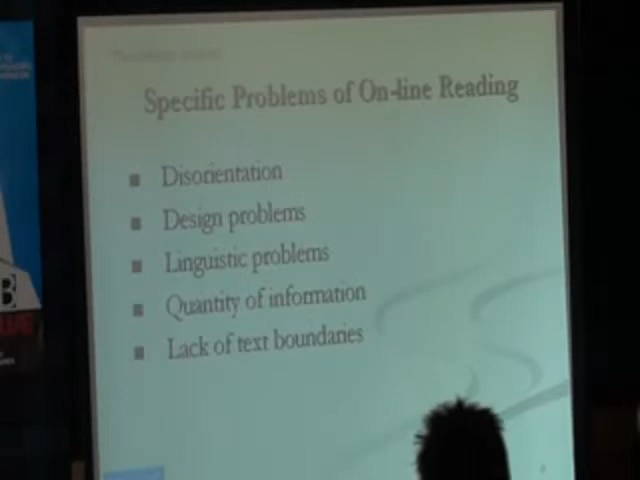 Specific Problems of On-line Reading
Disorientation
Design problems
Linguistic problems
Quantity of information
Lack of text boundaries
B